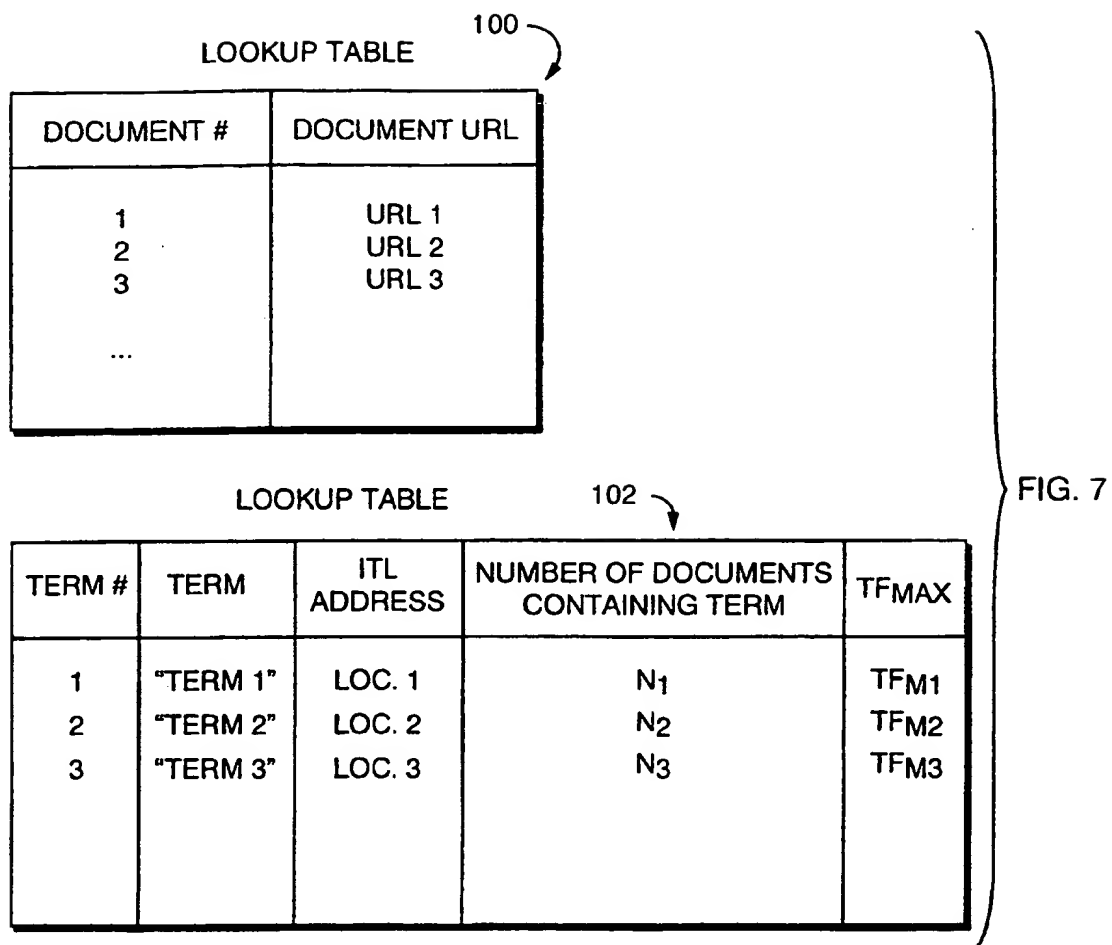 LOOKUP TABLE 100
DOCUMENT # DOCUMENT URL
1 URL 1
2 URL 2
3 URL 3
...
LOOKUP TABLE 102
FIG. 7
TERM # TERM ITL ADDRESS NUMBER OF DOCUMENTS CONTAINING TERM TFMAX
1 “TERM 1” LOC. 1 N1 TFM1
2 “TERM 2” LOC. 2 N2 TFM2
3 “TERM 3” LOC. 3 N3 TFM3